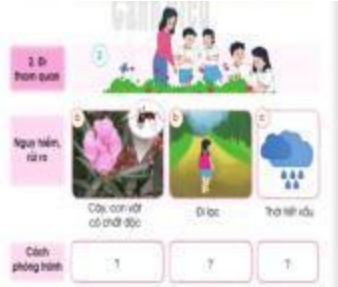 2. Đi
tham quan
2
Nguy hiểm,
rủi ro
a
b
c
Cây, con vật
có chất độc
Đi lạc
Thời tiết xấu
Cách
phòng tránh
?
?
?